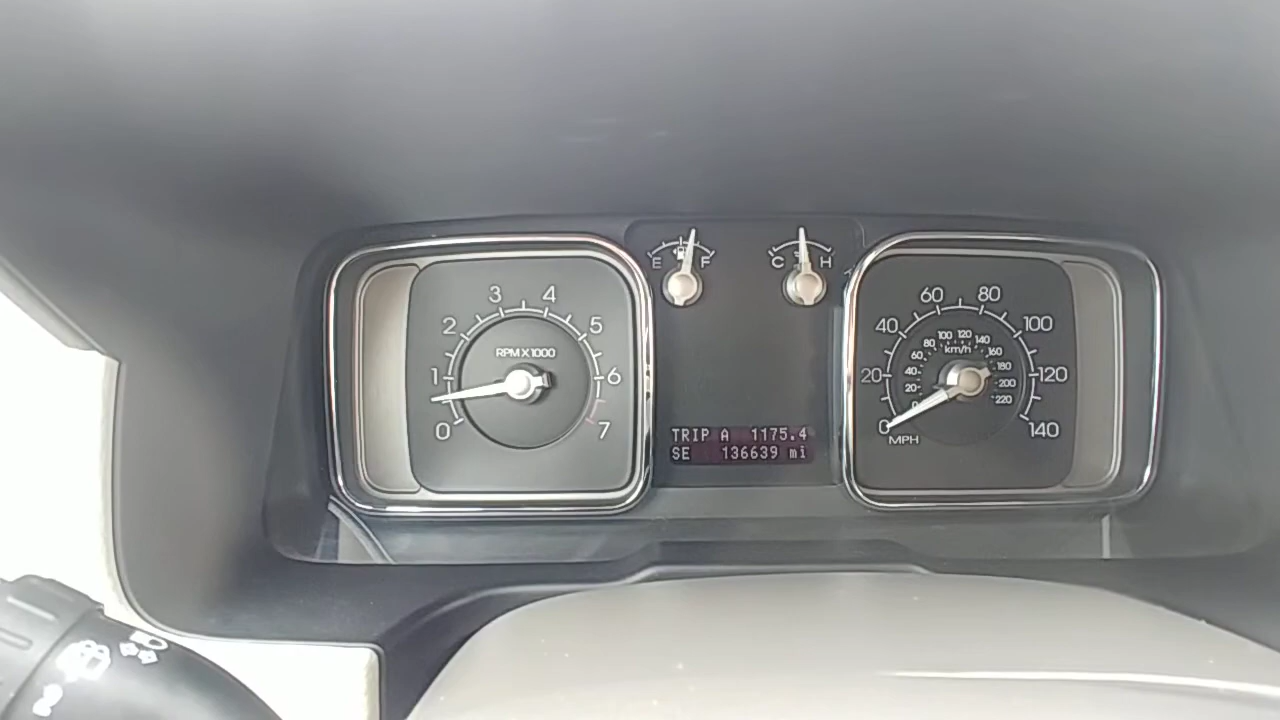 E F
C H
0 1 2 3 4 5 6 7
RPM X 1000
0 20 40 60 80 100 120 140
MPH
20 40 60 80 100 120 140 160 180 200 220
km/h
TRIP A 1175.4
SE 136639 mi